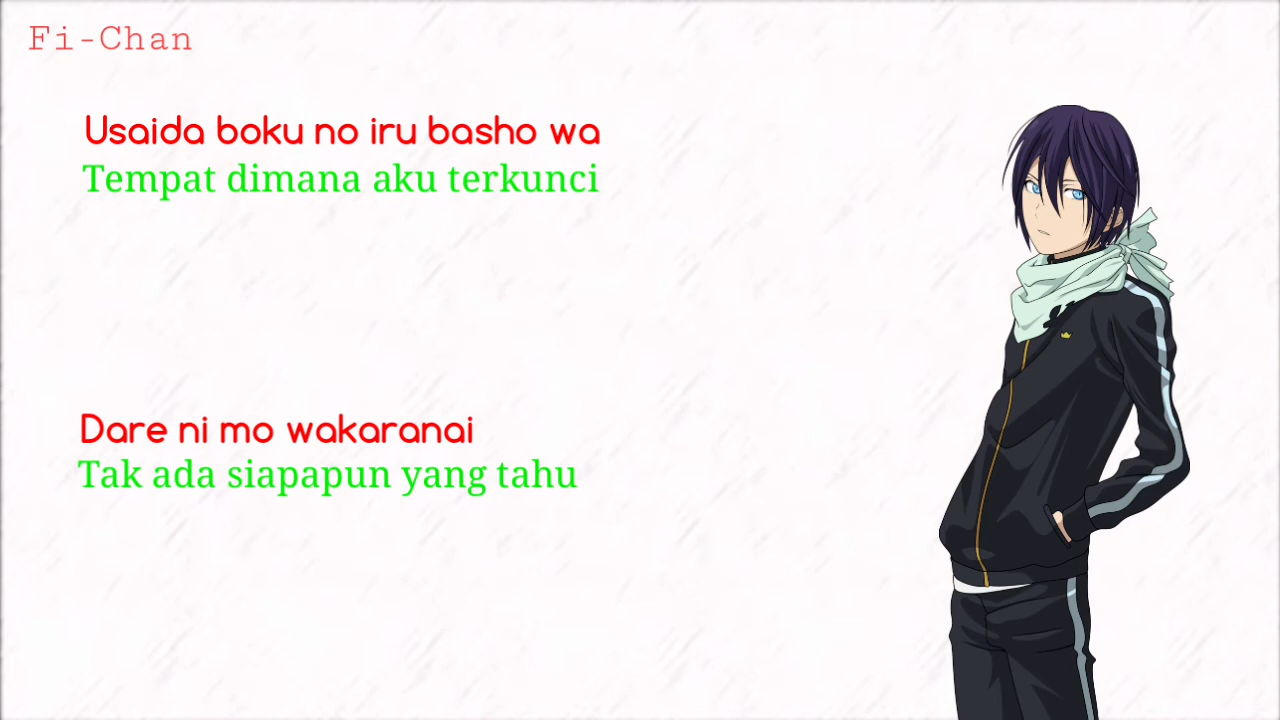 Fi-Chan
Usaida boku no iru basho wa
Tempat dimana aku terkunci
Dare ni mo wakaranai
Tak ada siapapun yang tahu